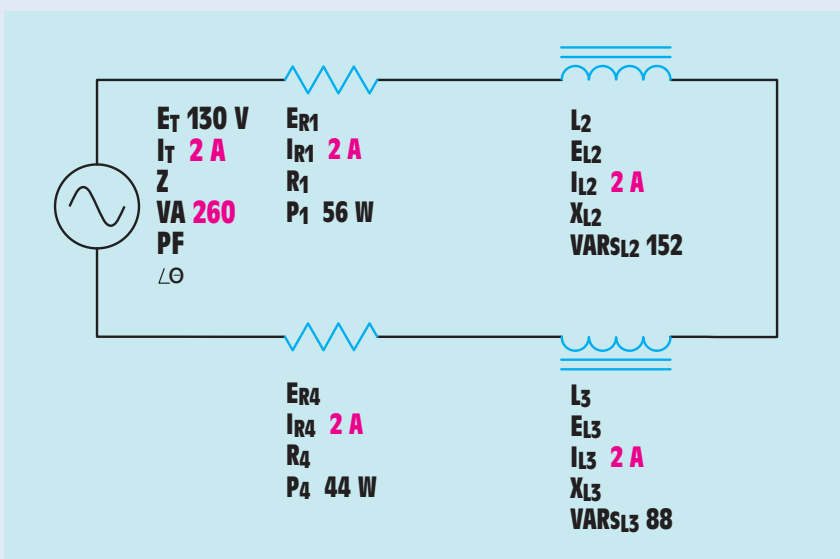 ET 130 V
IT 2 A
Z
VA 260
PF
∠Θ
ER1
IR1 2 A
R1
P1 56 W
L2
EL2
IL2 2 A
XL2
VARSL2 152
ER4
IR4 2 A
R4
P4 44 W
L3
EL3
IL3 2 A
XL3
VARSL3 88